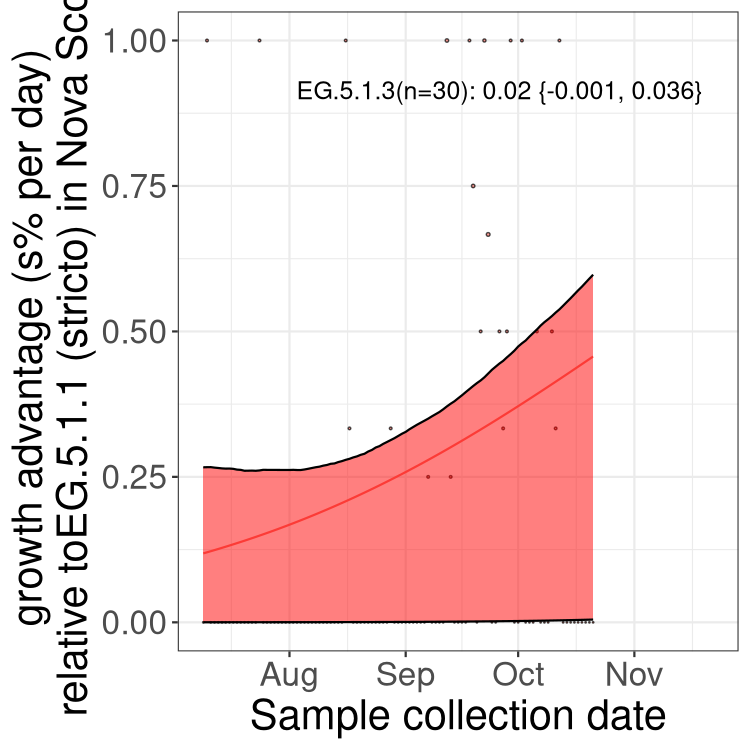 growth advantage (s% per day)
relative toEG.5.1.1 (stricto) in Nova Sco
1.00
0.75
0.50
0.25
0.00
EG.5.1.3(n=30): 0.02 {-0.001, 0.036}
Aug Sep Oct Nov
Sample collection date